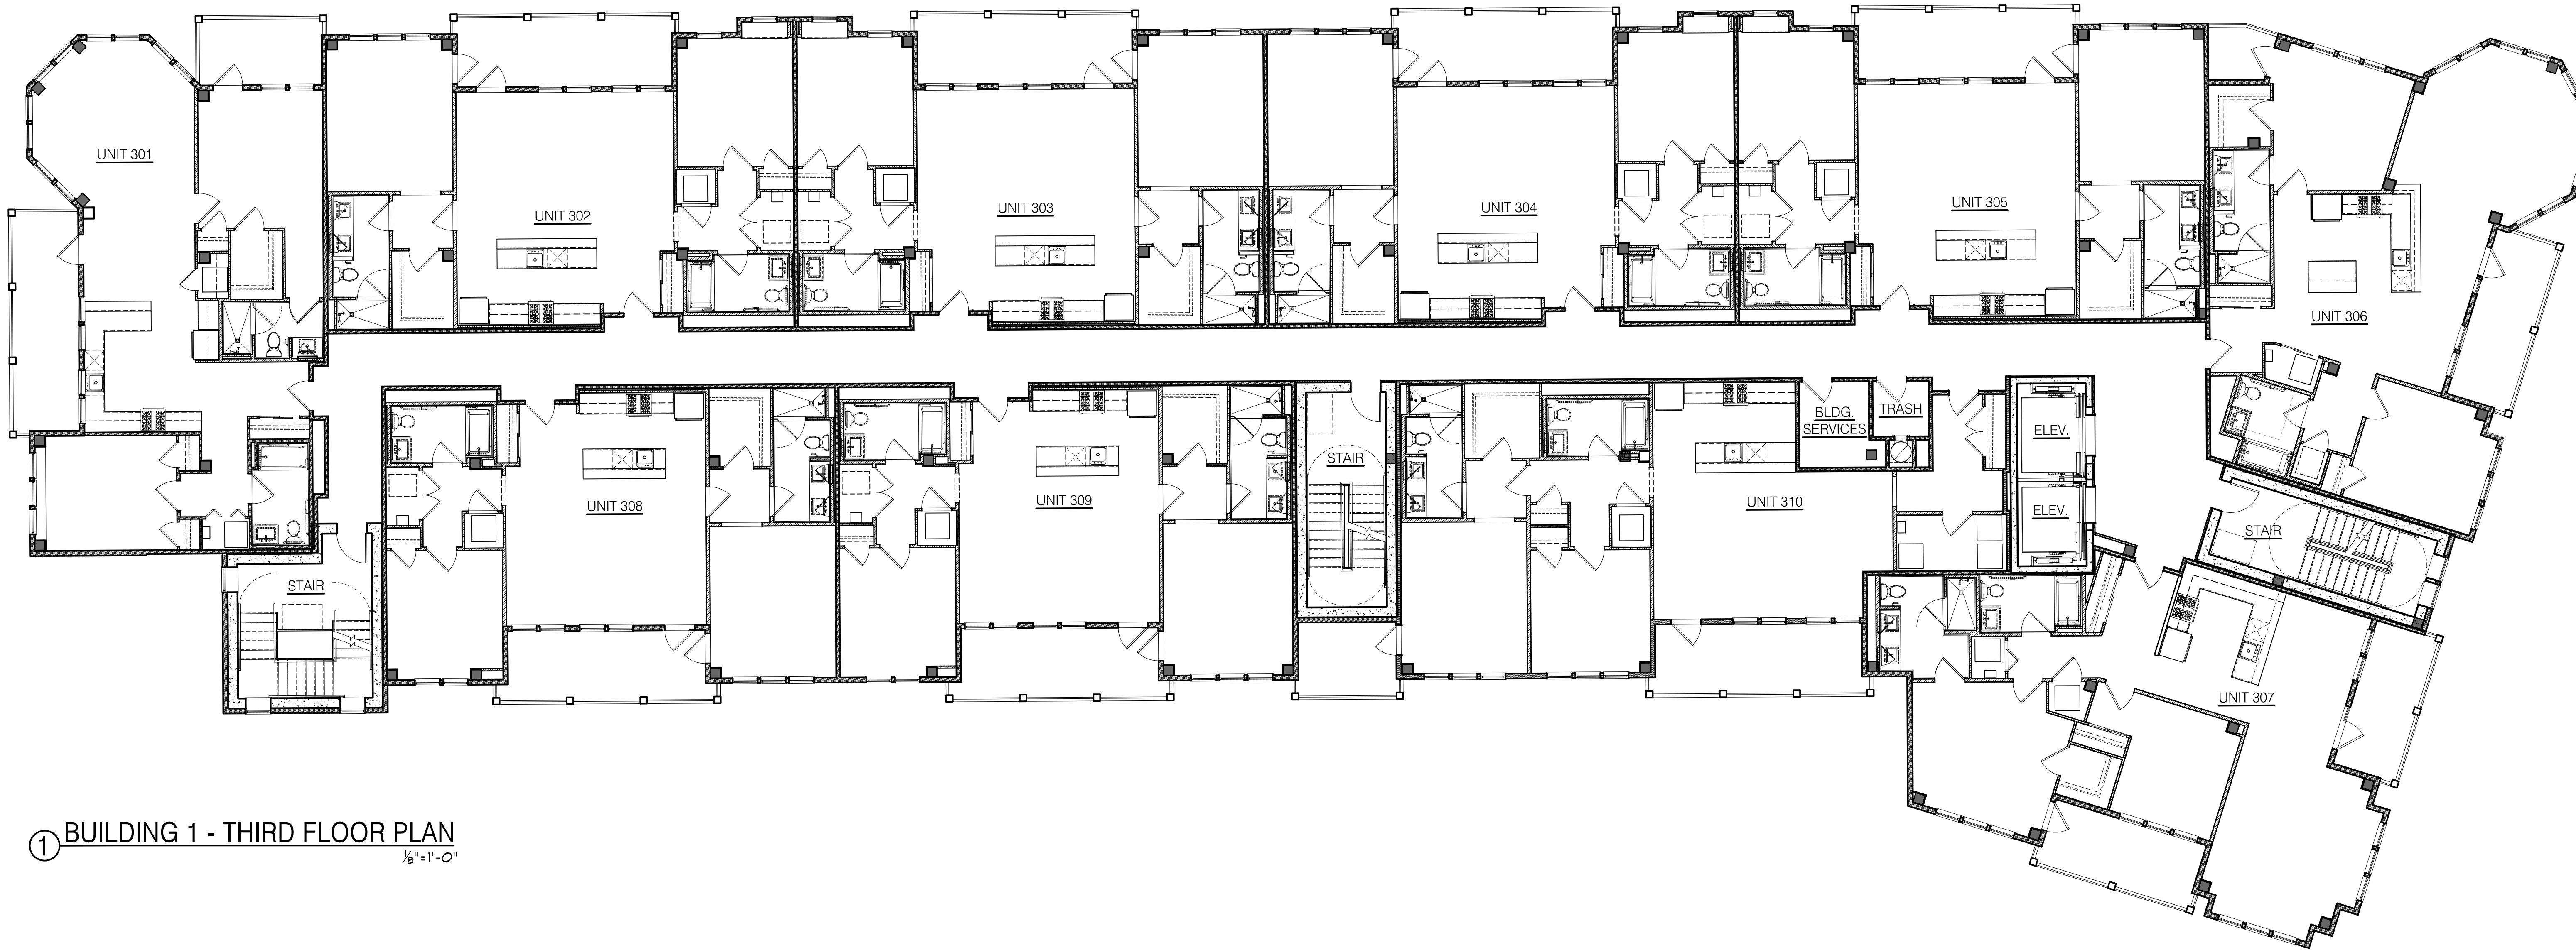 UNIT 301
UNIT 302
UNIT 303
UNIT 304
UNIT 305
UNIT 306
UNIT 308
UNIT 309
STAIR
UNIT 310
BLDG.
SERVICES
TRASH
ELEV.
ELEV.
STAIR
STAIR
UNIT 307
1
BUILDING 1 - THIRD FLOOR PLAN
1/8"=1'-0"